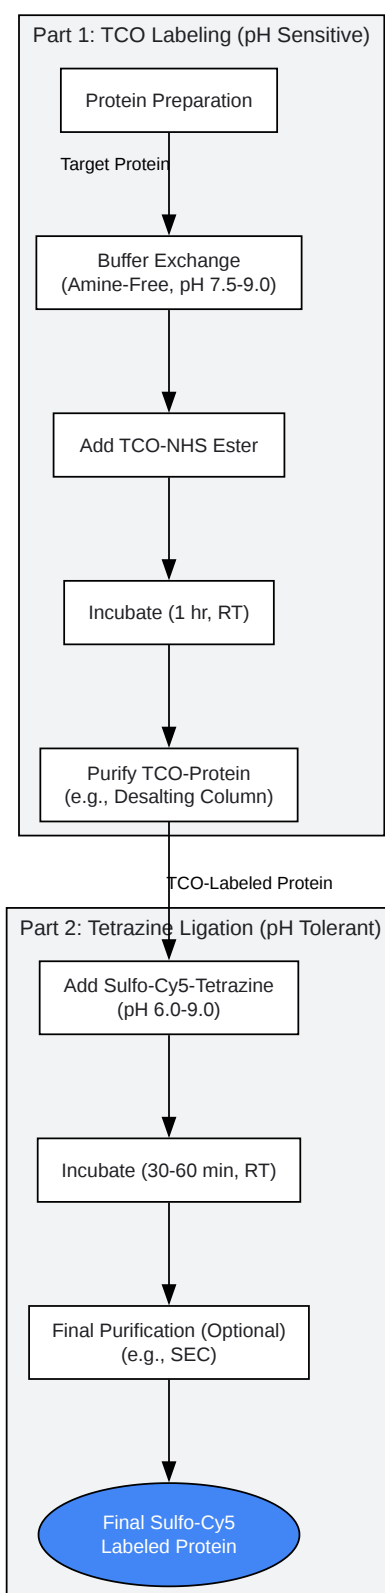 Part 1: TCO Labeling (pH Sensitive)
Protein Preparation
Target Protein
Buffer Exchange
(Amine-Free, pH 7.5-9.0)
Add TCO-NHS Ester
Incubate (1 hr, RT)
Purify TCO-Protein
(e.g., Desalting Column)
TCO-Labeled Protein
Part 2: Tetrazine Ligation (pH Tolerant)
Add Sulfo-Cy5-Tetrazine
(pH 6.0-9.0)
Incubate (30-60 min, RT)
Final Purification (Optional)
(e.g., SEC)
Final Sulfo-Cy5
Labeled Protein